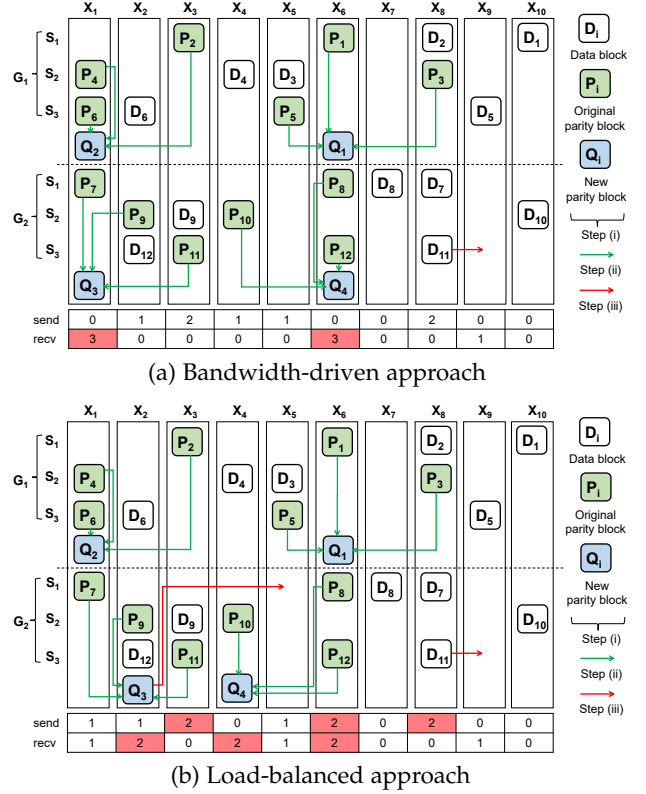 X1 X2 X3 X4 X5 X6 X7 X8 X9 X10
S1 P2 P1 D2 D1
G1 S2 P4 D4 D3 P3
S3 P6 D6 P5 D5
Q2 Q1
S1 P7 P8 D8 D7
G2 S2 P9 D9 P10 D10
S3 D12 P11 P12 D11
Q3 Q4
send 0 1 2 1 1 0 0 2 0 0
recv 3 0 0 0 0 3 0 0 1 0
Di
Data block
Pi
Original
parity block
Qi
New
parity block
Step (i)
Step (ii)
Step (iii)
(a) Bandwidth-driven approach
X1 X2 X3 X4 X5 X6 X7 X8 X9 X10
S1 P2 P1 D2 D1
G1 S2 P4 D4 D3 P3
S3 P6 D6 P5 D5
Q2 Q1
S1 P7 P8 D8 D7
G2 S2 P9 D9 P10 D10
S3 D12 P11 P12 D11
Q3 Q4
send 1 1 2 0 1 2 0 2 0 0
recv 1 2 0 2 1 2 0 0 1 0
Di
Data block
Pi
Original
parity block
Qi
New
parity block
Step (i)
Step (ii)
Step (iii)
(b) Load-balanced approach